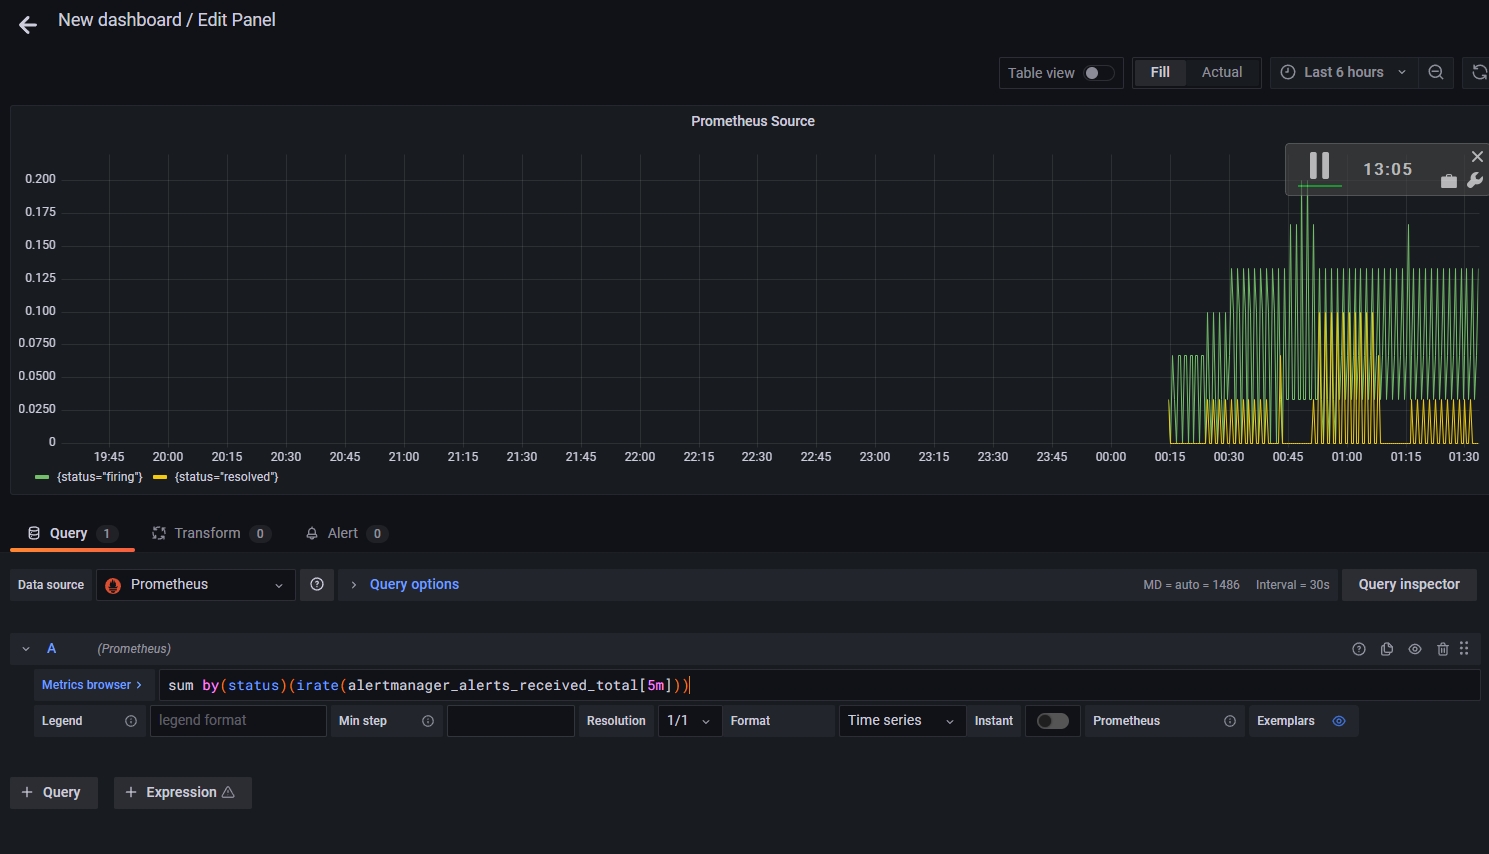 New dashboard / Edit Panel
Table view Fill Actual Last 6 hours
Prometheus Source
13:05
0.200
0.175
0.150
0.125
0.100
0.0750
0.0500
0.0250
0
19:45 20:00 20:15 20:30 20:45 21:00 21:15 21:30 21:45 22:00 22:15 22:30 22:45 23:00 23:15 23:30 23:45 00:00 00:15 00:30 00:45 01:00 01:15 01:30
{status="firing"} {status="resolved"}
Query 1 Transform 0 Alert 0
Data source Prometheus Query options MD = auto = 1486 Interval = 30s Query inspector
A (Prometheus)
Metrics browser > sum by(status)(irate(alertmanager_alerts_received_total[5m]))
Legend legend format Min step Resolution 1/1 Format Time series Instant Prometheus Exemplars
+ Query + Expression